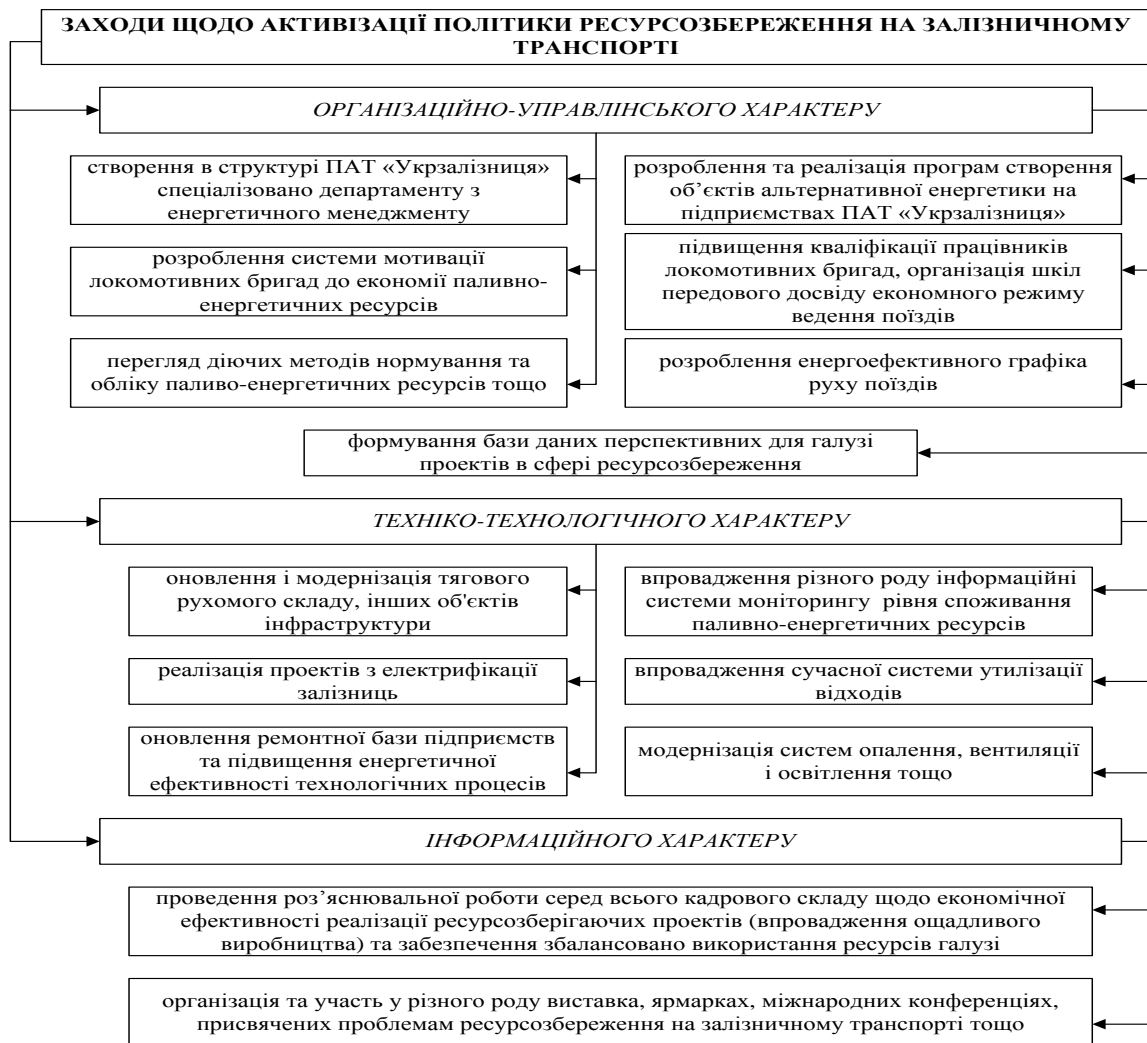 ЗАХОДИ ЩОДО АКТИВІЗАЦІЇ ПОЛІТИКИ РЕСУРСОЗБЕРЕЖЕННЯ НА ЗАЛІЗНИЧНОМУ
ТРАНСПОРТІ
ОРГАНІЗАЦІЙНО-УПРАВЛІНСЬКОГО ХАРАКТЕРУ
створення в структурі ПАТ «Укрзалізниця»
спеціалізовано департаменту з
енергетичного менеджменту
розроблення та реалізація програм створення
об’єктів альтернативної енергетики на
підприємствах ПАТ «Укрзалізниця»
розроблення системи мотивації
локомотивних бригад до економії паливно-
енергетичних ресурсів
підвищення кваліфікації працівників
локомотивних бригад, організація шкіл
передового досвіду економного режиму
ведення поїздів
перегляд діючих методів нормування та
обліку паливо-енергетичних ресурсів тощо
розроблення енергоефективного графіка
руху поїздів
формування бази даних перспективних для галузі
проектів в сфері ресурсозбереження
ТЕХНІКО-ТЕХНОЛОГІЧНОГО ХАРАКТЕРУ
оновлення і модернізація тягового
рухомого складу, інших об'єктів
інфраструктури
впровадження різного роду інформаційні
системи моніторингу рівня споживання
паливно-енергетичних ресурсів
реалізація проектів з електрифікації
залізниць
впровадження сучасної системи утилізації
відходів
оновлення ремонтної бази підприємств
та підвищення енергетичної
ефективності технологічних процесів
модернізація систем опалення, вентиляції
і освітлення тощо
ІНФОРМАЦІЙНОГО ХАРАКТЕРУ
проведення роз’яснювальної роботи серед всього кадрового складу щодо економічної
ефективності реалізації ресурсозберігаючих проектів (впровадження ощадливого
виробництва) та забезпечення збалансовано використання ресурсів галузі
організація та участь у різного роду виставка, ярмарках, міжнародних конференціях,
присвячених проблемам ресурсозбереження на залізничному транспорті тощо